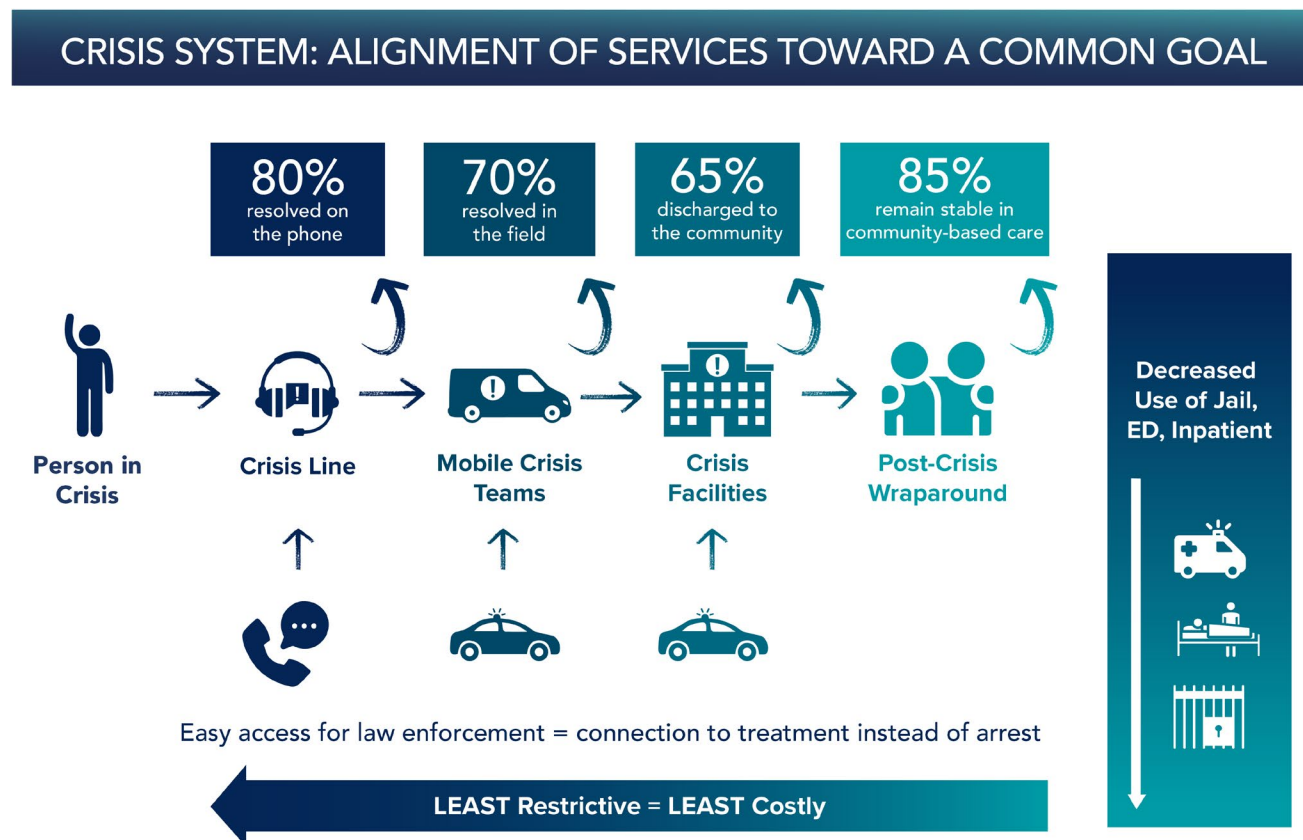 CRISIS SYSTEM: ALIGNMENT OF SERVICES TOWARD A COMMON GOAL
80%
resolved on
the phone
70%
resolved in
the field
65%
discharged to
the community
85%
remain stable in
community-based care
Person in
Crisis
Crisis Line
Mobile Crisis
Teams
Crisis
Facilities
Post-Crisis
Wraparound
Decreased
Use of Jail,
ED, Inpatient
Easy access for law enforcement = connection to treatment instead of arrest
LEAST Restrictive = LEAST Costly